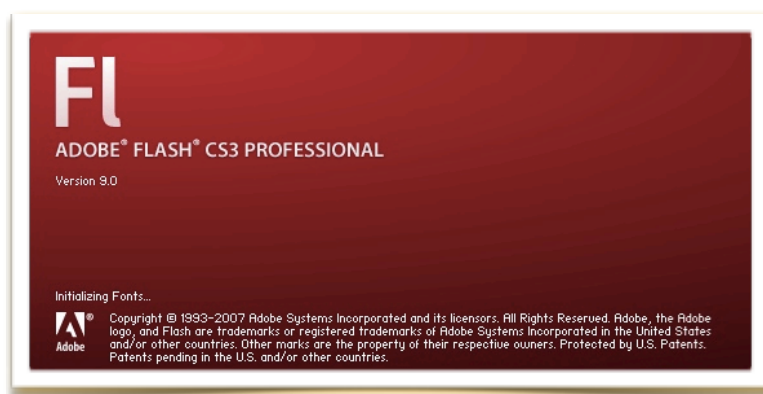 Fl
ADOBE® FLASH® CS3 PROFESSIONAL
Version 9.0
Initializing Fonts...
Adobe
Copyright © 1993-2007 Adobe Systems Incorporated and its licensors. All Rights Reserved. Adobe, the Adobe
logo, and Flash are trademarks or registered trademarks of Adobe Systems Incorporated in the United States
and/or other countries. Other marks are the property of their respective owners. Protected by U.S. Patents.
Patents pending in the U.S. and/or other countries.